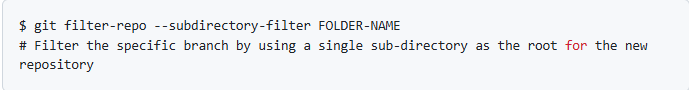 $ git filter-repo --subdirectory-filter FOLDER-NAME
# Filter the specific branch by using a single sub-directory as the root for the new
repository